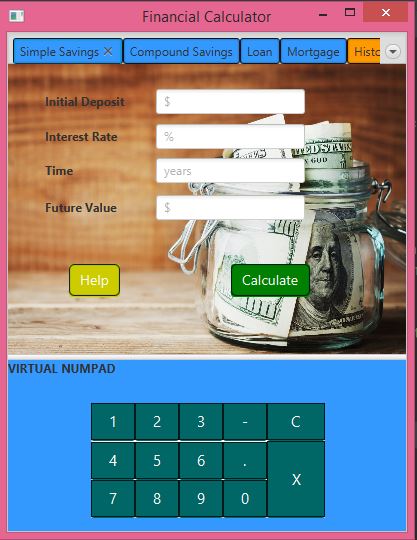 Financial Calculator
Simple Savings Compound Savings Loan Mortgage Histo
Initial Deposit $
Interest Rate %
Time years
Future Value $
Help Calculate
VIRTUAL NUMPAD
1 2 3 - C
4 5 6 . X
7 8 9 0